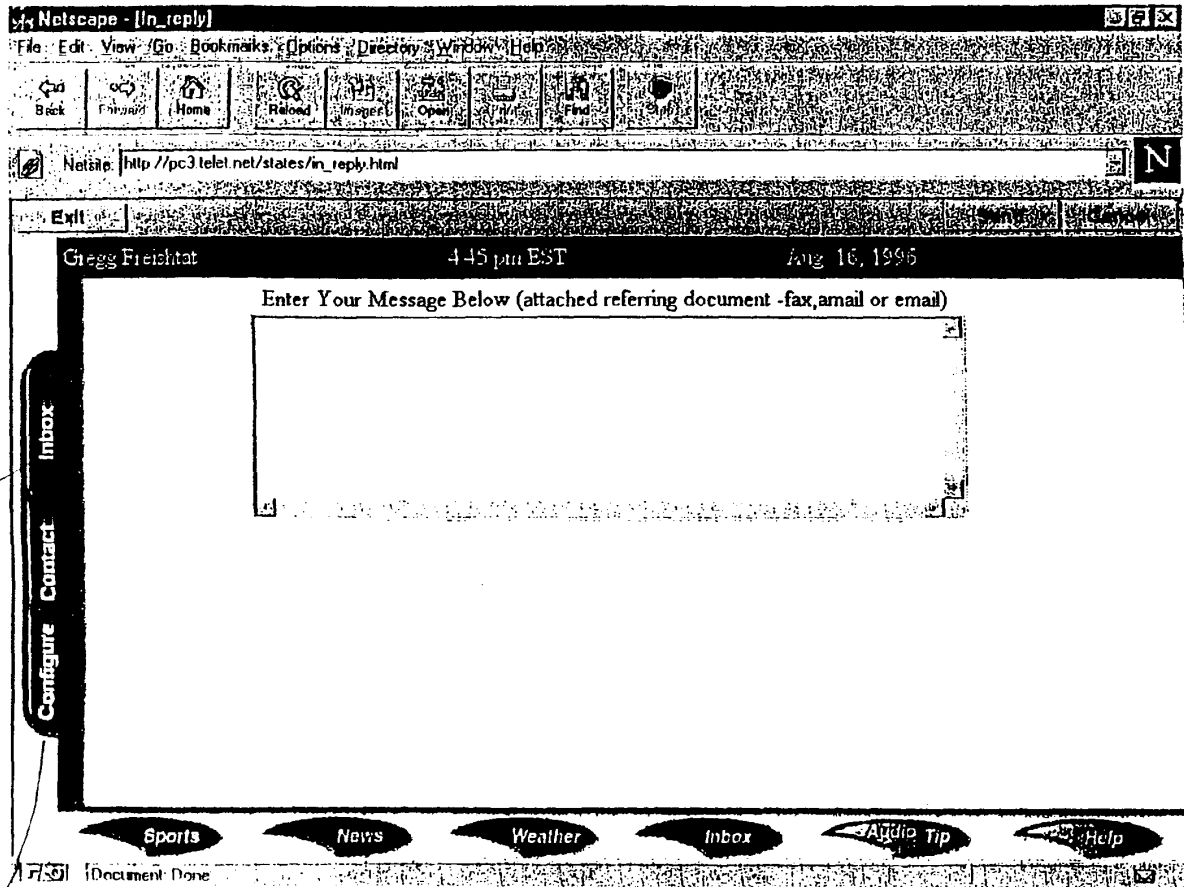 Netscape - [In_reply]
File Edit View Go Bookmarks Options Directory Window Help
Back Forward Home Reload Images Open Print Find
Netsite: http //pc3.telet.net/states/in_reply.html
N
Exit Send Cancel
Gregg Freishtat 4 45 pm EST Aug 16, 1996
Enter Your Message Below (attached referring document -fax,amail or email)
Inbox
Contact
Configure
Sports News Weather Inbox Audio Tip Help
Document: Done